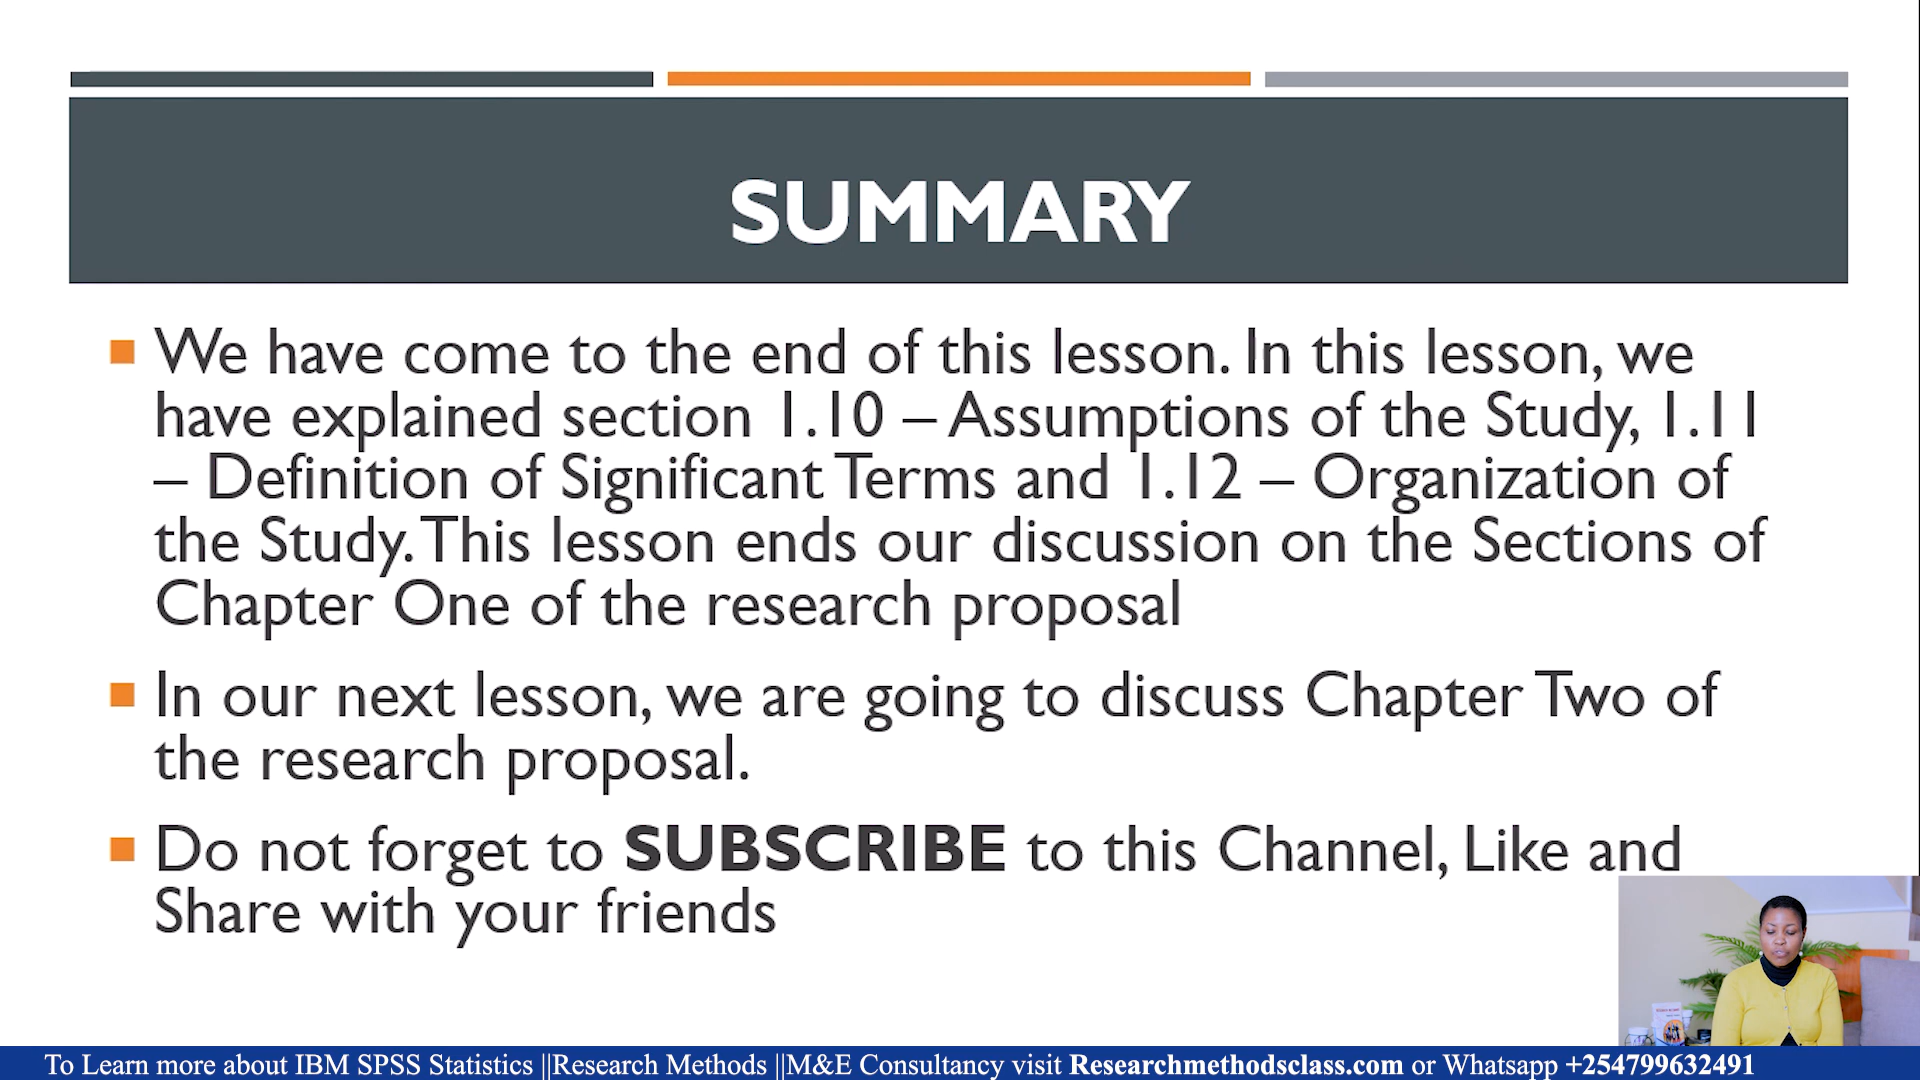 SUMMARY
We have come to the end of this lesson. In this lesson, we
have explained section 1.10 – Assumptions of the Study, 1.11
– Definition of Significant Terms and 1.12 – Organization of
the Study. This lesson ends our discussion on the Sections of
Chapter One of the research proposal
In our next lesson, we are going to discuss Chapter Two of
the research proposal.
Do not forget to SUBSCRIBE to this Channel, Like and
Share with your friends
To Learn more about IBM SPSS Statistics ||Research Methods ||M&E Consultancy visit Researchmethodsclass.com or Whatsapp +254799632491